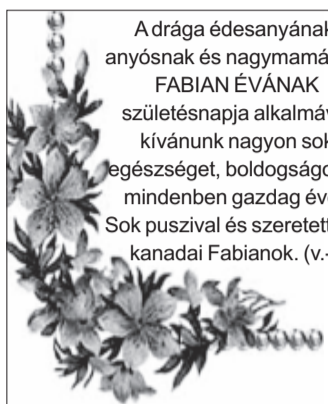 A drága édesanyának
anyósnak és nagymamá
FABIAN ÉVÁNAK
születésnapja alkalmáv
kívánunk nagyon sok
egészséget, boldogságo
mindenben gazdag éve
Sok puszival és szeretett
kanadai Fabianok. (v.-